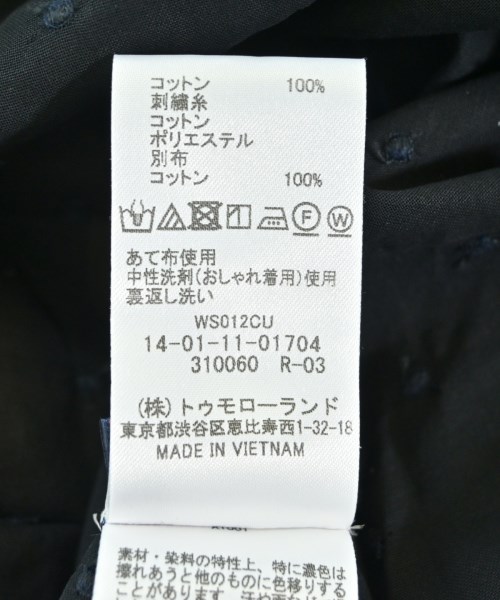 コットン 100%
刺繍糸
コットン
ポリエステル
別布
コットン 100%
F W
あて布使用
中性洗剤(おしゃれ着用)使用
裏返し洗い
WS012CU
14-01-11-01704
310060 R-03
(株)トゥモローランド
東京都渋谷区恵比寿西1-32-18
MADE IN VIETNAM
素材・染料の特性上、特に濃色は
擦れあうと他のものに色移りする